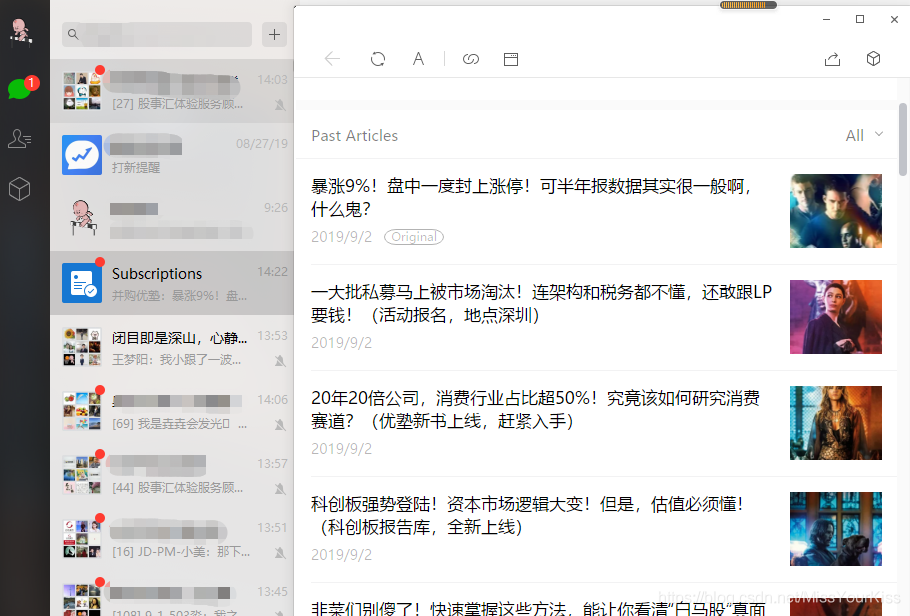 1
14:03
[27] 股事汇体验服务顾...
08/27/19
打新提醒
9:26
Subscriptions
14:22
并购优塾：暴涨9%！盘...
闭目即是深山，心静...
13:53
王梦阳：我小跟了一波...
14:06
[69] 我是垚垚会发光
13:57
[44] 股事汇体验服务顾...
13:51
[16] JD-PM-小美：那下...
13:45
A
Past Articles
All
暴涨9%！盘中一度封上涨停！可半年报数据其实很一般啊，
什么鬼？
2019/9/2
Original
一大批私募马上被市场淘汰！连架构和税务都不懂，还敢跟LP
要钱！（活动报名，地点深圳）
2019/9/2
20年20倍公司，消费行业占比超50%！究竟该如何研究消费
赛道？（优塾新书上线，赶紧入手）
2019/9/2
科创板强势登陆！资本市场逻辑大变！但是，估值必须懂！
（科创板报告库，全新上线）
2019/9/2
韭菜们别傻了！快速掌握这些方法，能让你看清"白马股"真面